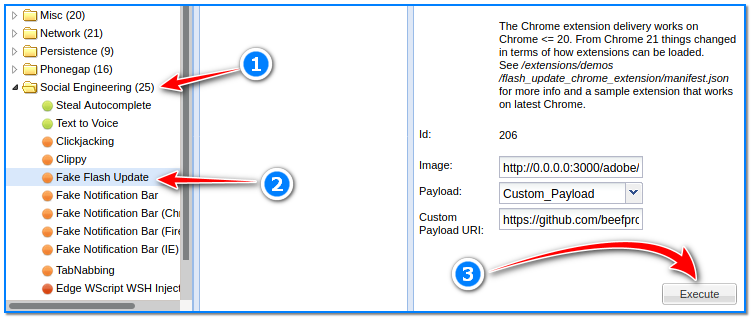 Misc (20)
Network (21)
Persistence (9)
Phonegap (16)
Social Engineering (25)
Steal Autocomplete
Text to Voice
Clickjacking
Clippy
Fake Flash Update
Fake Notification Bar
Fake Notification Bar (Chr
Fake Notification Bar (Fire
Fake Notification Bar (IE)
TabNabbing
Edge WScript WSH Inject
1
2
The Chrome extension delivery works on
Chrome <= 20. From Chrome 21 things changed
in terms of how extensions can be loaded.
See /extensions/demos
/flash_update_chrome_extension/manifest.json
for more info and a sample extension that works
on latest Chrome.
Id: 206
Image: http://0.0.0.0:3000/adobe/
Payload: Custom_Payload
Custom
Payload URI: https://github.com/beefpro
3
Execute